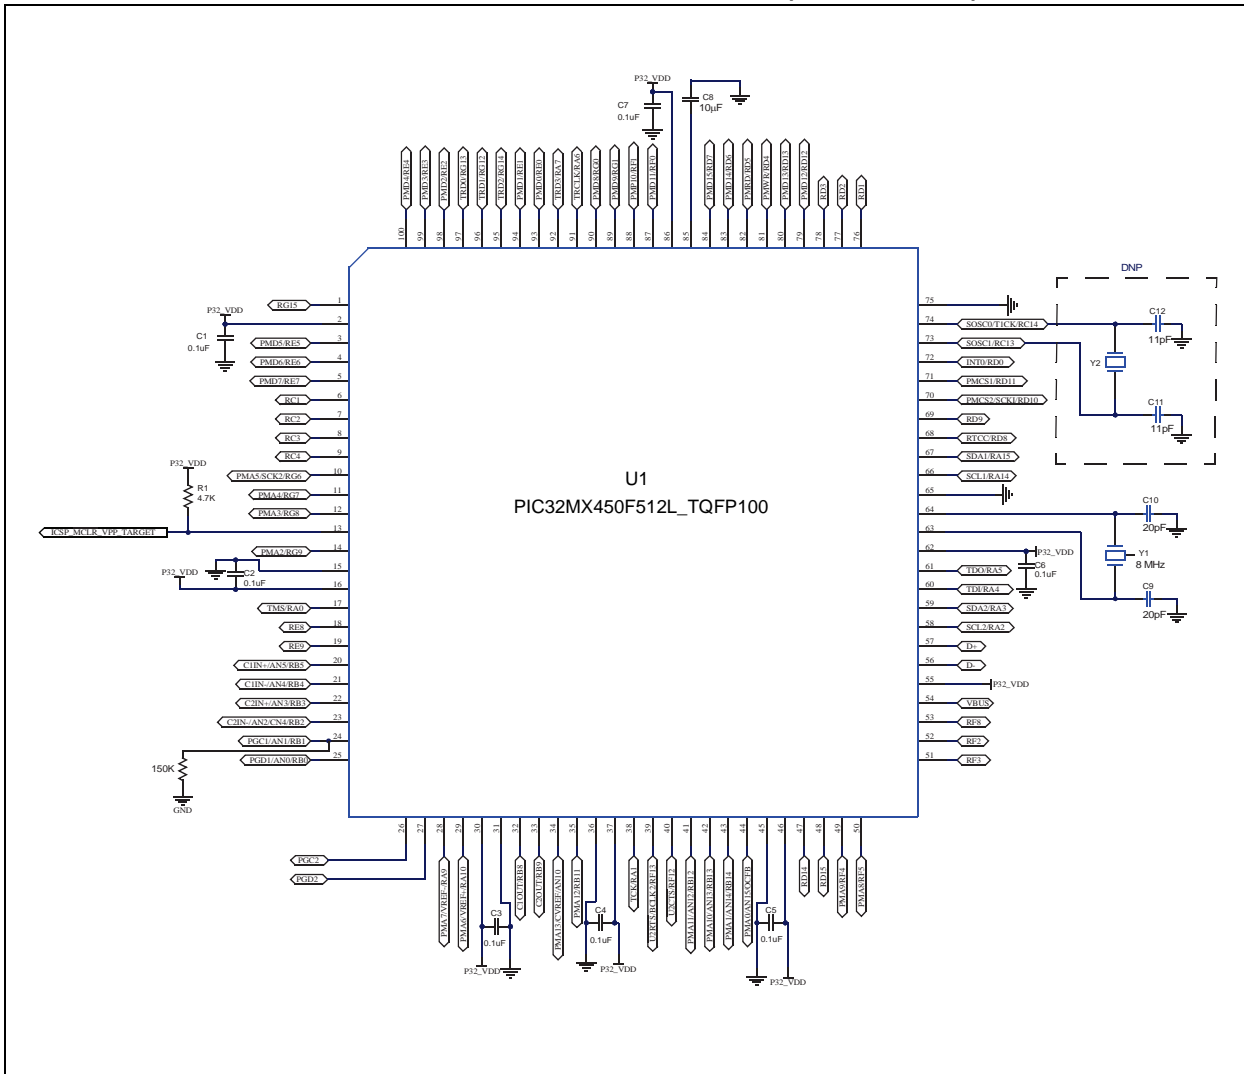 P32_VDD
C7
0.1uF
C8
10µF
PMD4/RE4
PMD3/RE3
PMD2/RE2
TRD0/RG13
TRD1/RG12
TRD2/RG14
PMD1/RE1
PMD0/RE0
TRD3/RA7
TRCLK/RA6
PMD8/RG0
PMD9/RG1
PMP10/RF1
PMD11/RF0
PMD15/RD7
PMD14/RD6
PMRD/RD5
PMWR/RD4
PMD13/RD13
PMD12/RD12
RD3
RD2
RD1
100
99
98
97
96
95
94
93
92
91
90
89
88
87
86
85
84
83
82
81
80
79
78
77
76
RG15 1
P32_VDD
2
C1
0.1uF
PMD5/RE5 3
PMD6/RE6 4
PMD7/RE7 5
RC1 6
RC2 7
RC3 8
RC4 9
P32_VDD
R1
4.7K
PMA5/SCK2/RG6 10
PMA4/RG7 11
PMA3/RG8 12
ICSP_MCLR_VPP_TARGET 13
PMA2/RG9 14
15
P32_VDD
C2
0.1uF
16
TMS/RA0 17
RE8 18
RE9 19
C1IN+/AN5/RB5 20
C1IN-/AN4/RB4 21
C2IN+/AN3/RB3 22
C2IN-/AN2/CN4/RB2 23
PGC1/AN1/RB1 24
PGD1/AN0/RB0 25
150K
GND
U1
PIC32MX450F512L_TQFP100
75
74 SOSC0/T1CK/RC14
73 SOSC1/RC13
72 INT0/RD0
71 PMCS1/RD11
70 PMCS2/SCKI/RD10
69 RD9
68 RTCC/RD8
67 SDA1/RA15
66 SCL1/RA14
65
64
63
62 P32_VDD
C6
0.1uF
61 TDO/RA5
60 TDI/RA4
59 SDA2/RA3
58 SCL2/RA2
57 D+
56 D-
55 P32_VDD
54 VBUS
53 RF8
52 RF2
51 RF3
DNP
C12
11pF
Y2
C11
11pF
C10
20pF
Y1
8 MHz
C9
20pF
26
27
28
29
30
31
32
33
34
35
36
37
38
39
40
41
42
43
44
45
46
47
48
49
50
PGC2
PGD2
PMA7/VREF-/RA9
PMA6/VREF+/RA10
C3
0.1uF
P32_VDD
C1OUT/RB8
C2OUT/RB9
PMA13/CVREF/AN10
PMA12/RB11
C4
0.1uF
P32_VDD
TCK/RA1
U2RTS/BCLK2/RF13
U2CTS/RF12
PMA11/AN12/RB12
PMA10/AN13/RB13
PMA1/AN14/RB14
PMA0/AN15/OCFB
C5
0.1uF
P32_VDD
RD14
RD15
PMA9/RF4
PMA8/RF5